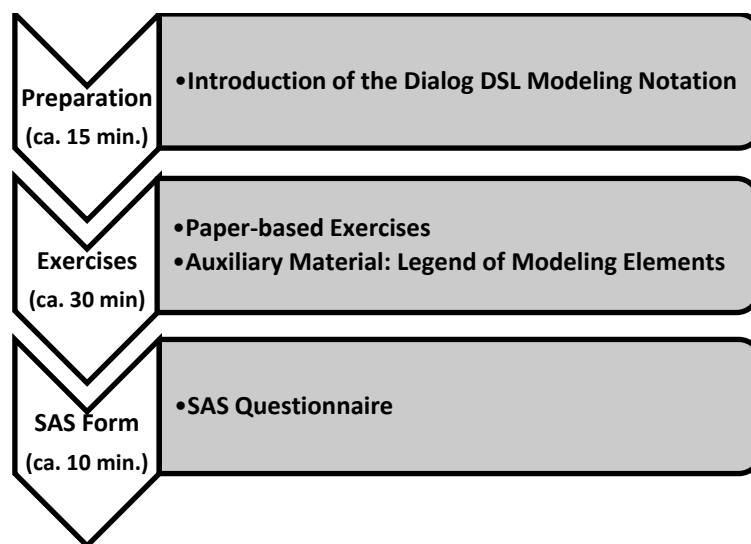 Preparation
(ca. 15 min.)
•Introduction of the Dialog DSL Modeling Notation
Exercises
(ca. 30 min)
•Paper-based Exercises
•Auxiliary Material: Legend of Modeling Elements
SAS Form
(ca. 10 min.)
•SAS Questionnaire